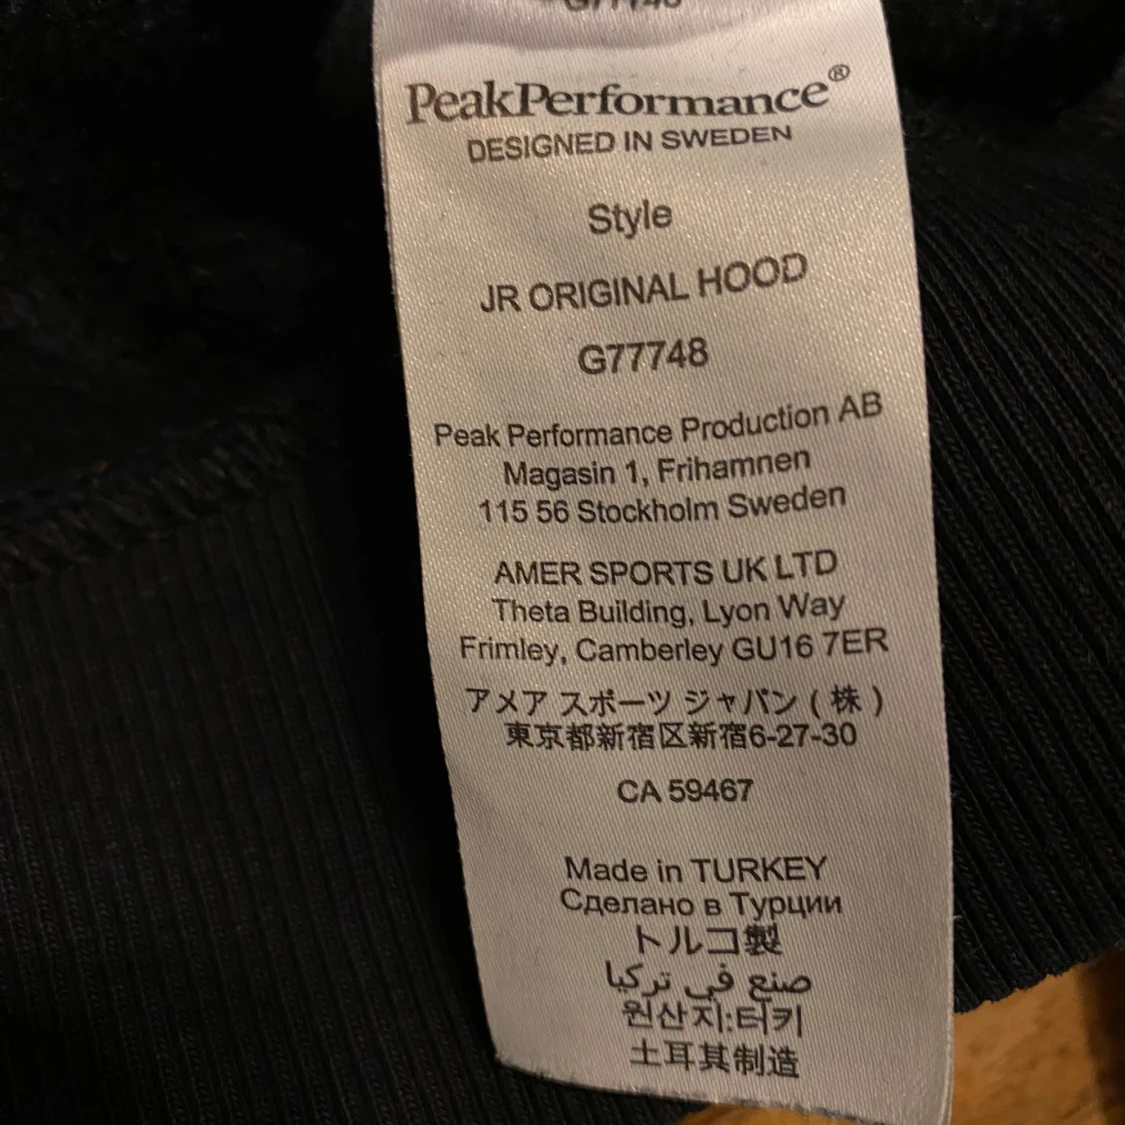 G77748
PeakPerformance®
DESIGNED IN SWEDEN
Style
JR ORIGINAL HOOD
G77748
Peak Performance Production AB
Magasin 1, Frihamnen
115 56 Stockholm Sweden
AMER SPORTS UK LTD
Theta Building, Lyon Way
Frimley, Camberley GU16 7ER
アメア スポーツ ジャパン ( 株 )
東京都新宿区新宿6-27-30
CA 59467
Made in TURKEY
Сделано в Турции
トルコ製
صنع في تركيا
원산지:터키
土耳其制造